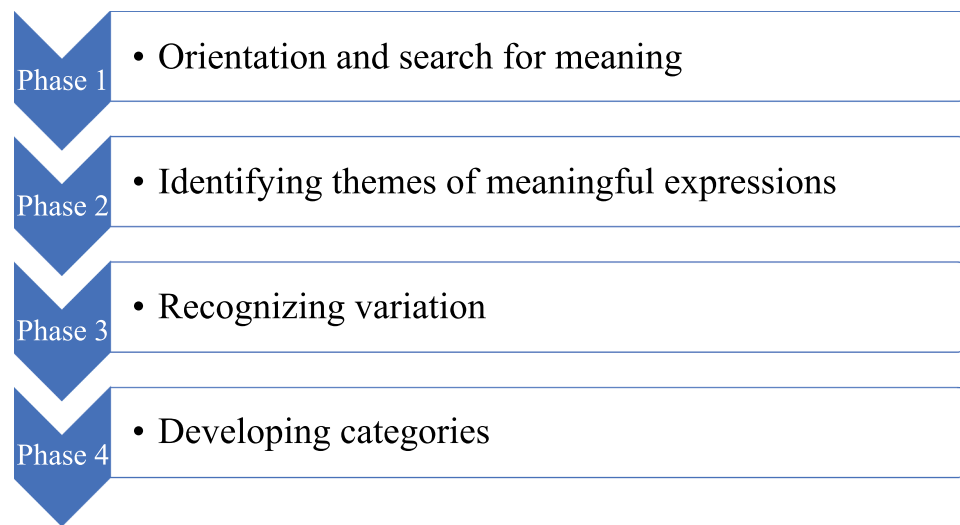 Phase 1
• Orientation and search for meaning
Phase 2
• Identifying themes of meaningful expressions
Phase 3
• Recognizing variation
Phase 4
• Developing categories